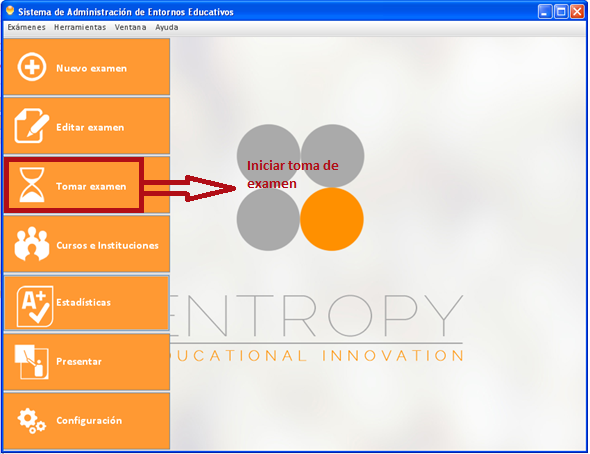 Sistema de Administración de Entornos Educativos
Exámenes Herramientas Ventana Ayuda
Nuevo examen
Editar examen
Tomar examen
Iniciar toma de
examen
Cursos e Instituciones
A+
Estadísticas
ENTROPY
DUCATIONAL INNOVATION
Presentar
Configuración